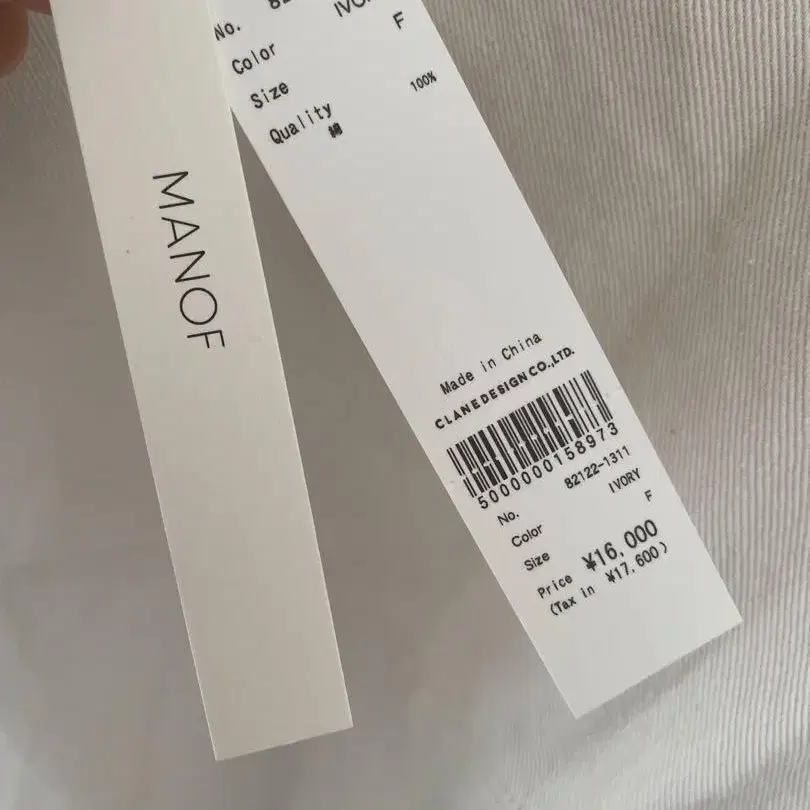 MANOF
No.
Color
Size F
Quality
綿 100%
Made in China
CLANE DESIGN CO.,LTD.
5000000158973
No. 82122-1311
Color IVORY
Size F
Price ¥16,000
(Tax in ¥17,600)